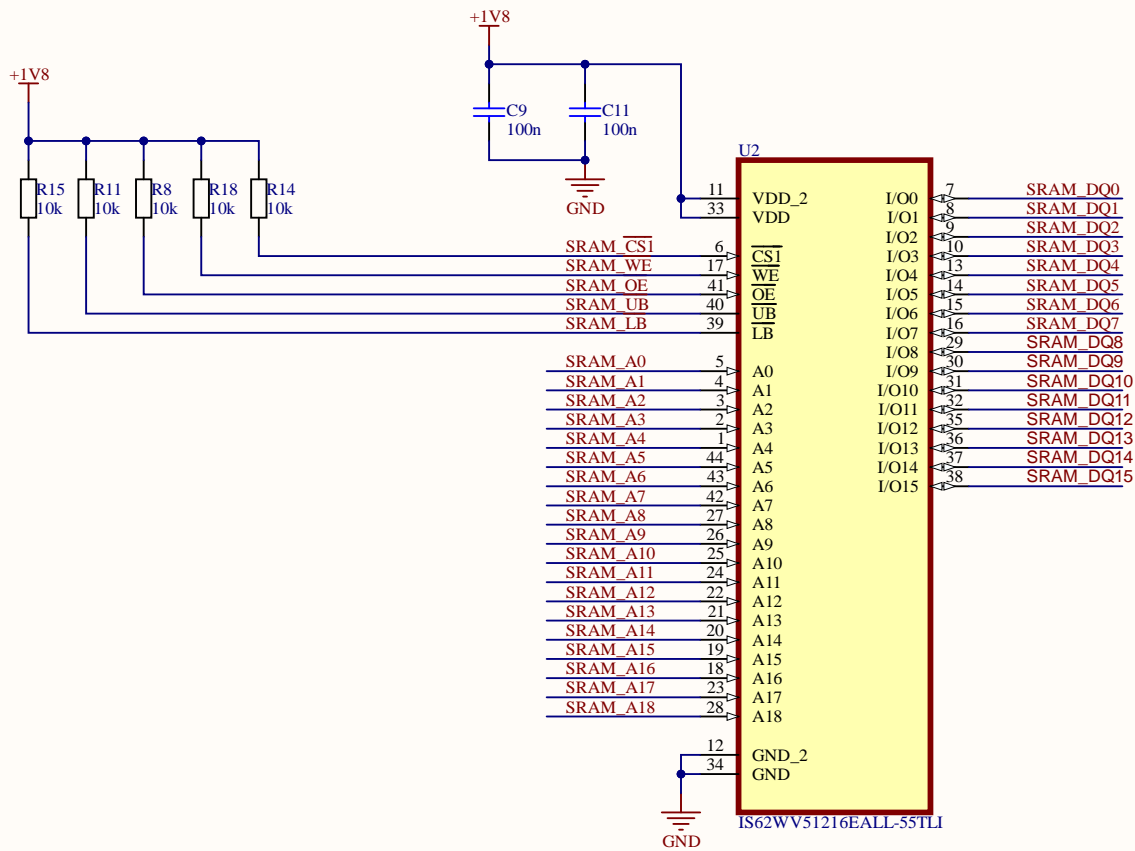 +1V8
+1V8
C9
100n
C11
100n
R15
10k
R11
10k
R8
10k
R18
10k
R14
10k
GND
U2
11 VDD_2
33 VDD
SRAM_CS1 6 CS1
SRAM_WE 17 WE
SRAM_OE 41 OE
SRAM_UB 40 UB
SRAM_LB 39 LB
SRAM_A0 5 A0
SRAM_A1 4 A1
SRAM_A2 3 A2
SRAM_A3 2 A3
SRAM_A4 1 A4
SRAM_A5 44 A5
SRAM_A6 43 A6
SRAM_A7 42 A7
SRAM_A8 27 A8
SRAM_A9 26 A9
SRAM_A10 25 A10
SRAM_A11 24 A11
SRAM_A12 22 A12
SRAM_A13 21 A13
SRAM_A14 20 A14
SRAM_A15 19 A15
SRAM_A16 18 A16
SRAM_A17 23 A17
SRAM_A18 28 A18
12 GND_2
34 GND
GND
I/O0 7 SRAM_DQ0
I/O1 8 SRAM_DQ1
I/O2 9 SRAM_DQ2
I/O3 10 SRAM_DQ3
I/O4 13 SRAM_DQ4
I/O5 14 SRAM_DQ5
I/O6 15 SRAM_DQ6
I/O7 16 SRAM_DQ7
I/O8 29 SRAM_DQ8
I/O9 30 SRAM_DQ9
I/O10 31 SRAM_DQ10
I/O11 32 SRAM_DQ11
I/O12 35 SRAM_DQ12
I/O13 36 SRAM_DQ13
I/O14 37 SRAM_DQ14
I/O15 38 SRAM_DQ15
IS62WV51216EALL-55TLI